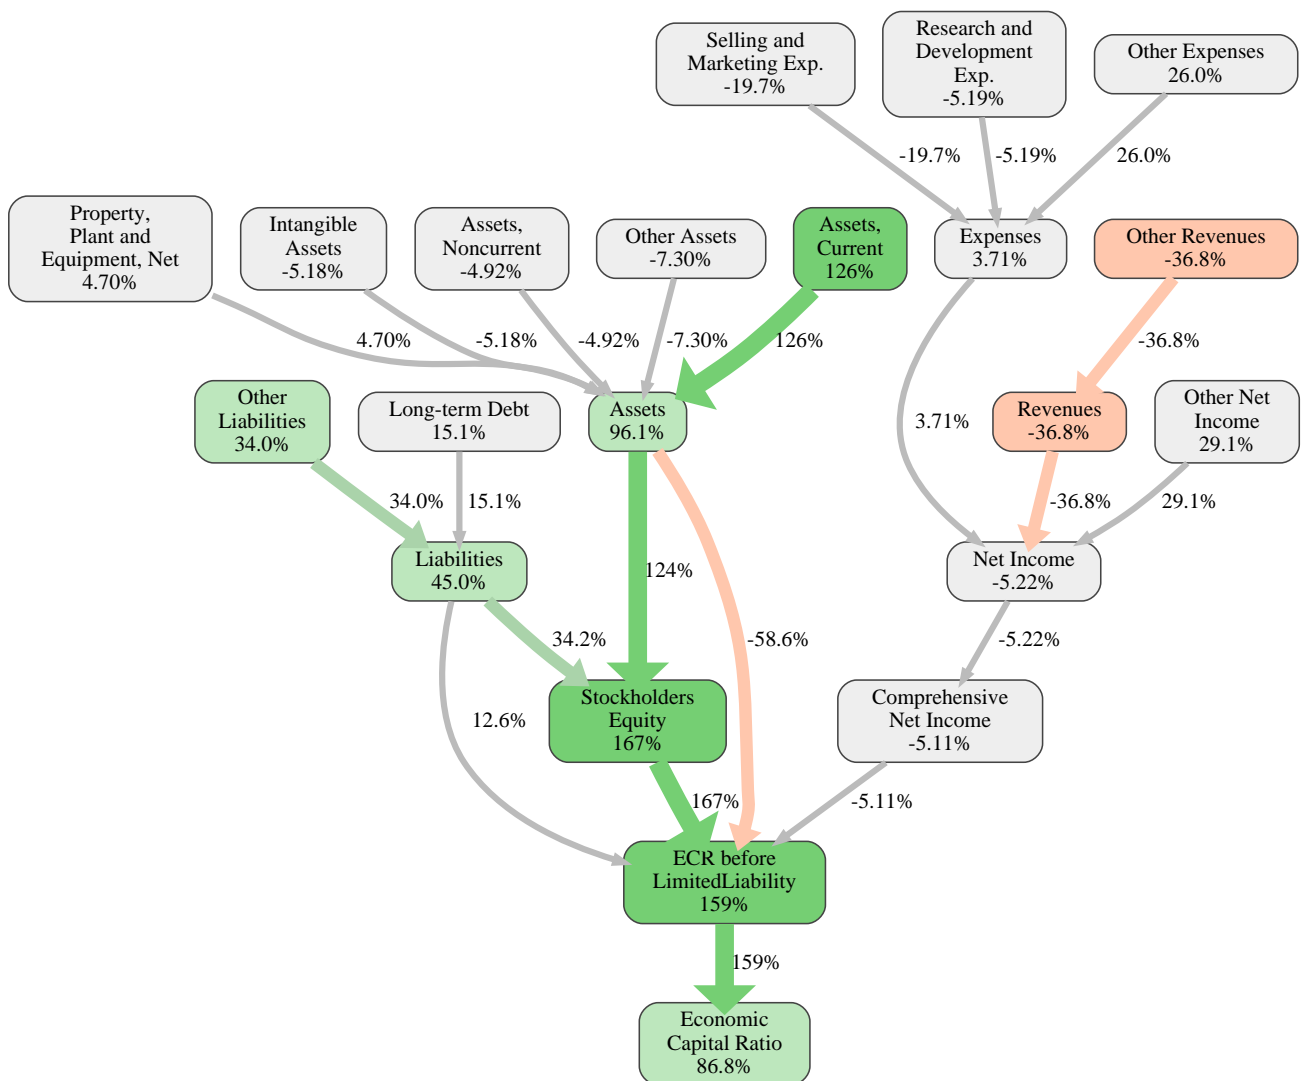 Selling and
Marketing Exp.
-19.7%
Research and
Development
Exp.
-5.19%
Other Expenses
26.0%
-19.7%
-5.19%
26.0%
Property,
Plant and
Equipment, Net
4.70%
Intangible
Assets
-5.18%
Assets,
Noncurrent
-4.92%
Other Assets
-7.30%
Assets,
Current
126%
Expenses
3.71%
Other Revenues
-36.8%
4.70%
-5.18%
-4.92%
-7.30%
126%
-36.8%
Other
Liabilities
34.0%
Long-term Debt
15.1%
Assets
96.1%
3.71%
Revenues
-36.8%
Other Net
Income
29.1%
34.0%
15.1%
-36.8%
29.1%
Liabilities
45.0%
124%
Net Income
-5.22%
34.2%
-58.6%
-5.22%
12.6%
Stockholders
Equity
167%
Comprehensive
Net Income
-5.11%
167%
-5.11%
ECR before
LimitedLiability
159%
159%
Economic
Capital Ratio
86.8%